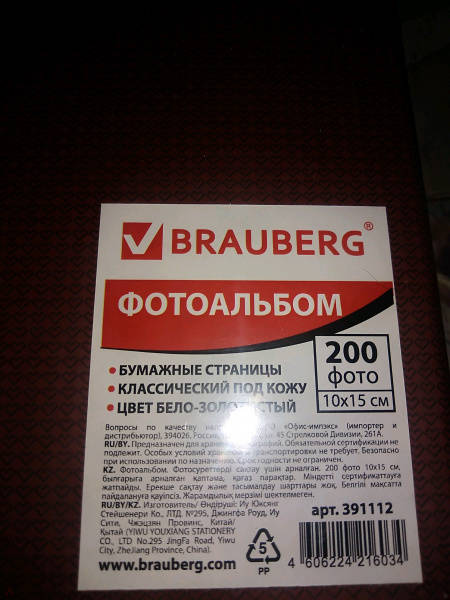 BRAUBERG®
ФОТОАЛЬБОМ
• БУМАЖНЫЕ СТРАНИЦЫ
• КЛАССИЧЕСКИЙ ПОД КОЖУ
• ЦВЕТ БЕЛО-ЗОЛОТИСТЫЙ
200
фото
10x15 см
Вопросы по качеству «Офис-импэкс» (импортер и
дистрибьютор), 394026, Россия, 45 Стрелковой Дивизии, 261А.
RU/BY. Предназначен для хранения фотографий. Обязательной сертификации не
подлежит. Особых условий хранения и транспортировки не требует. Безопасно
при использовании по назначению. Срок годности не ограничен.
KZ. Фотоальбом. Фотосуреттерді сақтау үшін арналған. 200 фото 10x15 см,
былғарыға арналған қаптама, қағаз парақтар. Міндетті сертификаттауға
жатпайды. Ерекше сақтау және тасымалдау шарттары жоқ. Белгілі мақсатта
пайдалануға қауіпсіз. Жарамдылық мерзімі шектелмеген.
RU/BY/KZ. Изготовитель/ Өндіруші: Иу Юксянг
Стейшенери Ко., ЛТД, №295, Джингфа Роуд, Иу
Сити, Чжэцзян Провинс, Китай/
Қытай (YIWU YOUXIANG STATIONERY
CO., LTD No.295 JingFa Road, Yiwu
City, ZheJiang Province, China).
www.brauberg.com
5
PP
арт. 391112
4 606224 216034